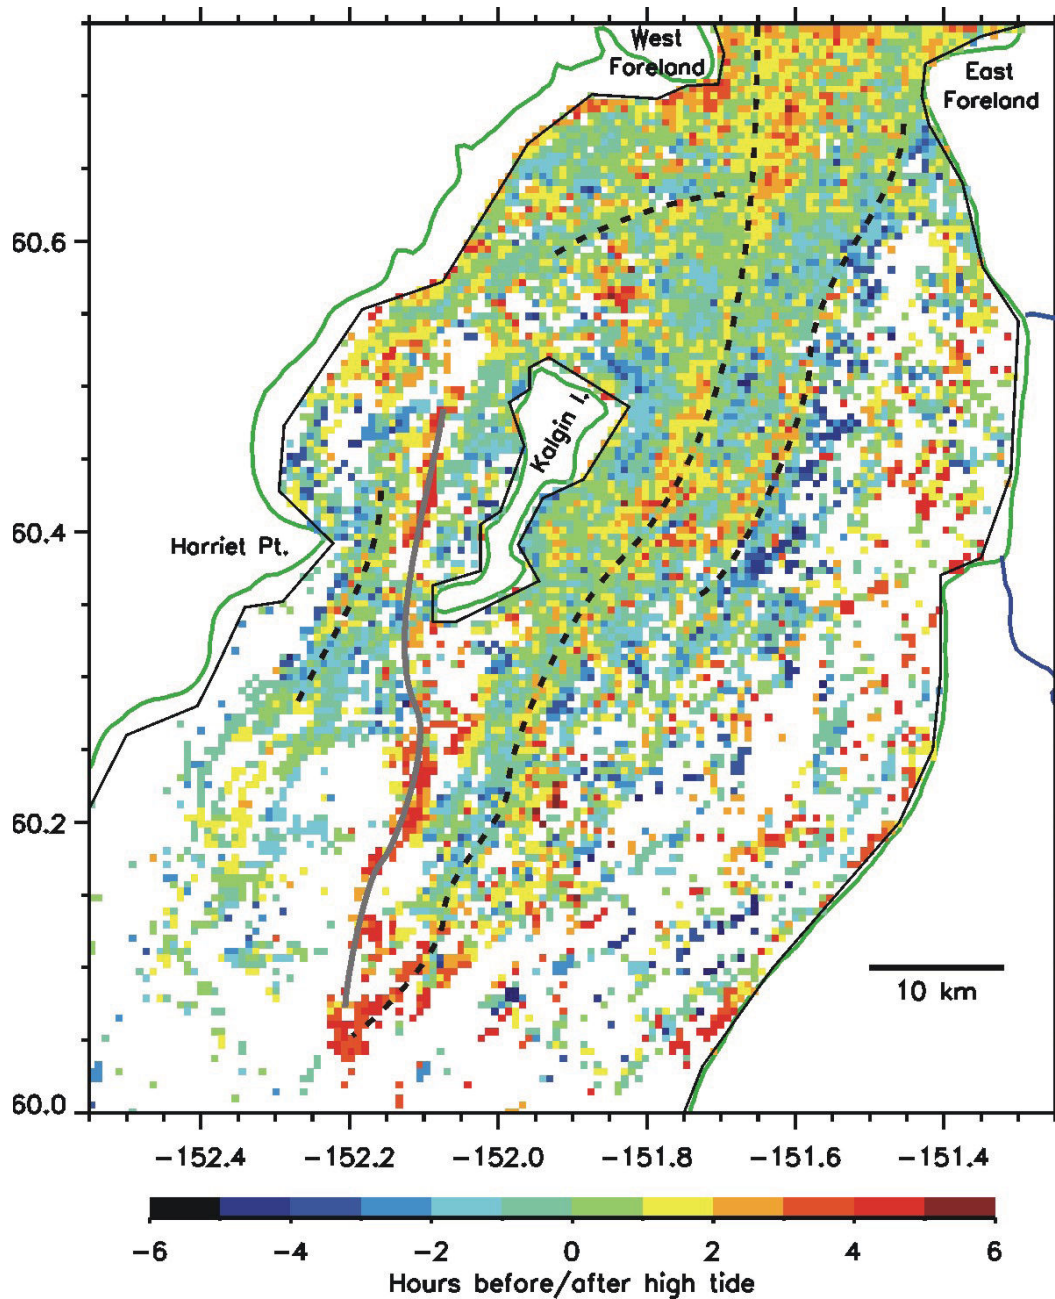 West
Foreland
East
Foreland
60.6
Kalgin I.
60.4
Harriet Pt.
60.2
10 km
60.0
-152.4 -152.2 -152.0 -151.8 -151.6 -151.4
-6 -4 -2 0 2 4 6
Hours before/after high tide